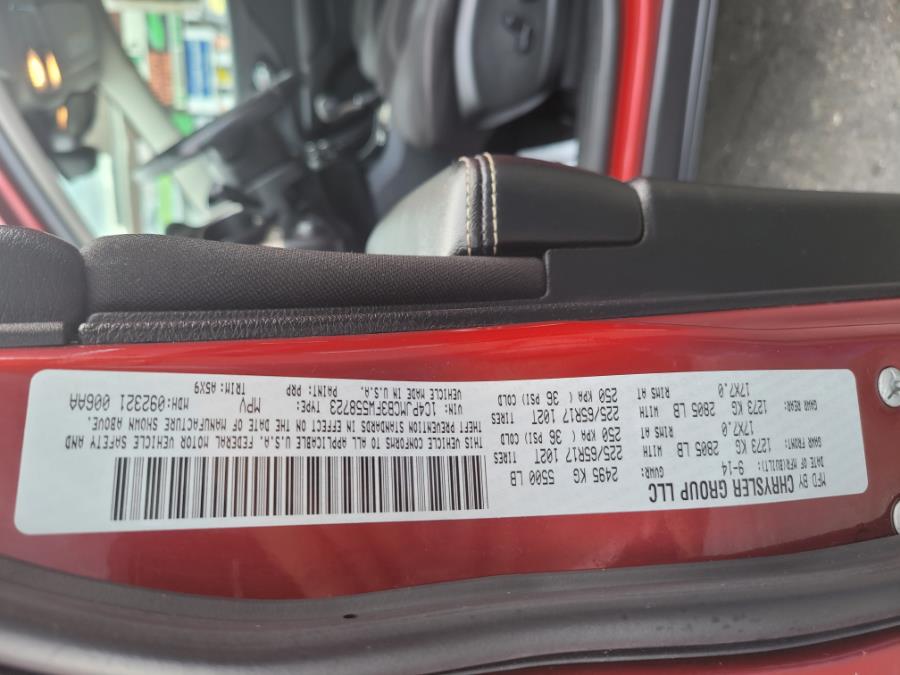 MFD BY CHRYSLER GROUP LLC
DATE OF MFR(BUILT): 9-14 GVWR: 2495 KG 5500 LB
GAWR FRONT: WITH TIRES
1273 KG 2805 LB 225/65R17 102T
RIMS AT 250 KPA ( 36 PSI COLD
17X7.0
GAWR REAR: WITH TIRES
1273 KG 2805 LB 225/65R17 102T
RIMS AT 250 KPA ( 36 PSI COLD
17X7.0
THIS VEHICLE CONFORMS TO ALL APPLICABLE U.S.A. FEDERAL MOTOR VEHICLE SAFETY AND
THEFT PREVENTION STANDARDS IN EFFECT ON THE DATE OF MANUFACTURE SHOWN ABOVE.
VIN: 1C4PJMCB3FW558723 TYPE: MPV MDH:092321 006AA
VEHICLE MADE IN U.S.A. PAINT: PRP TRIM: A5X9